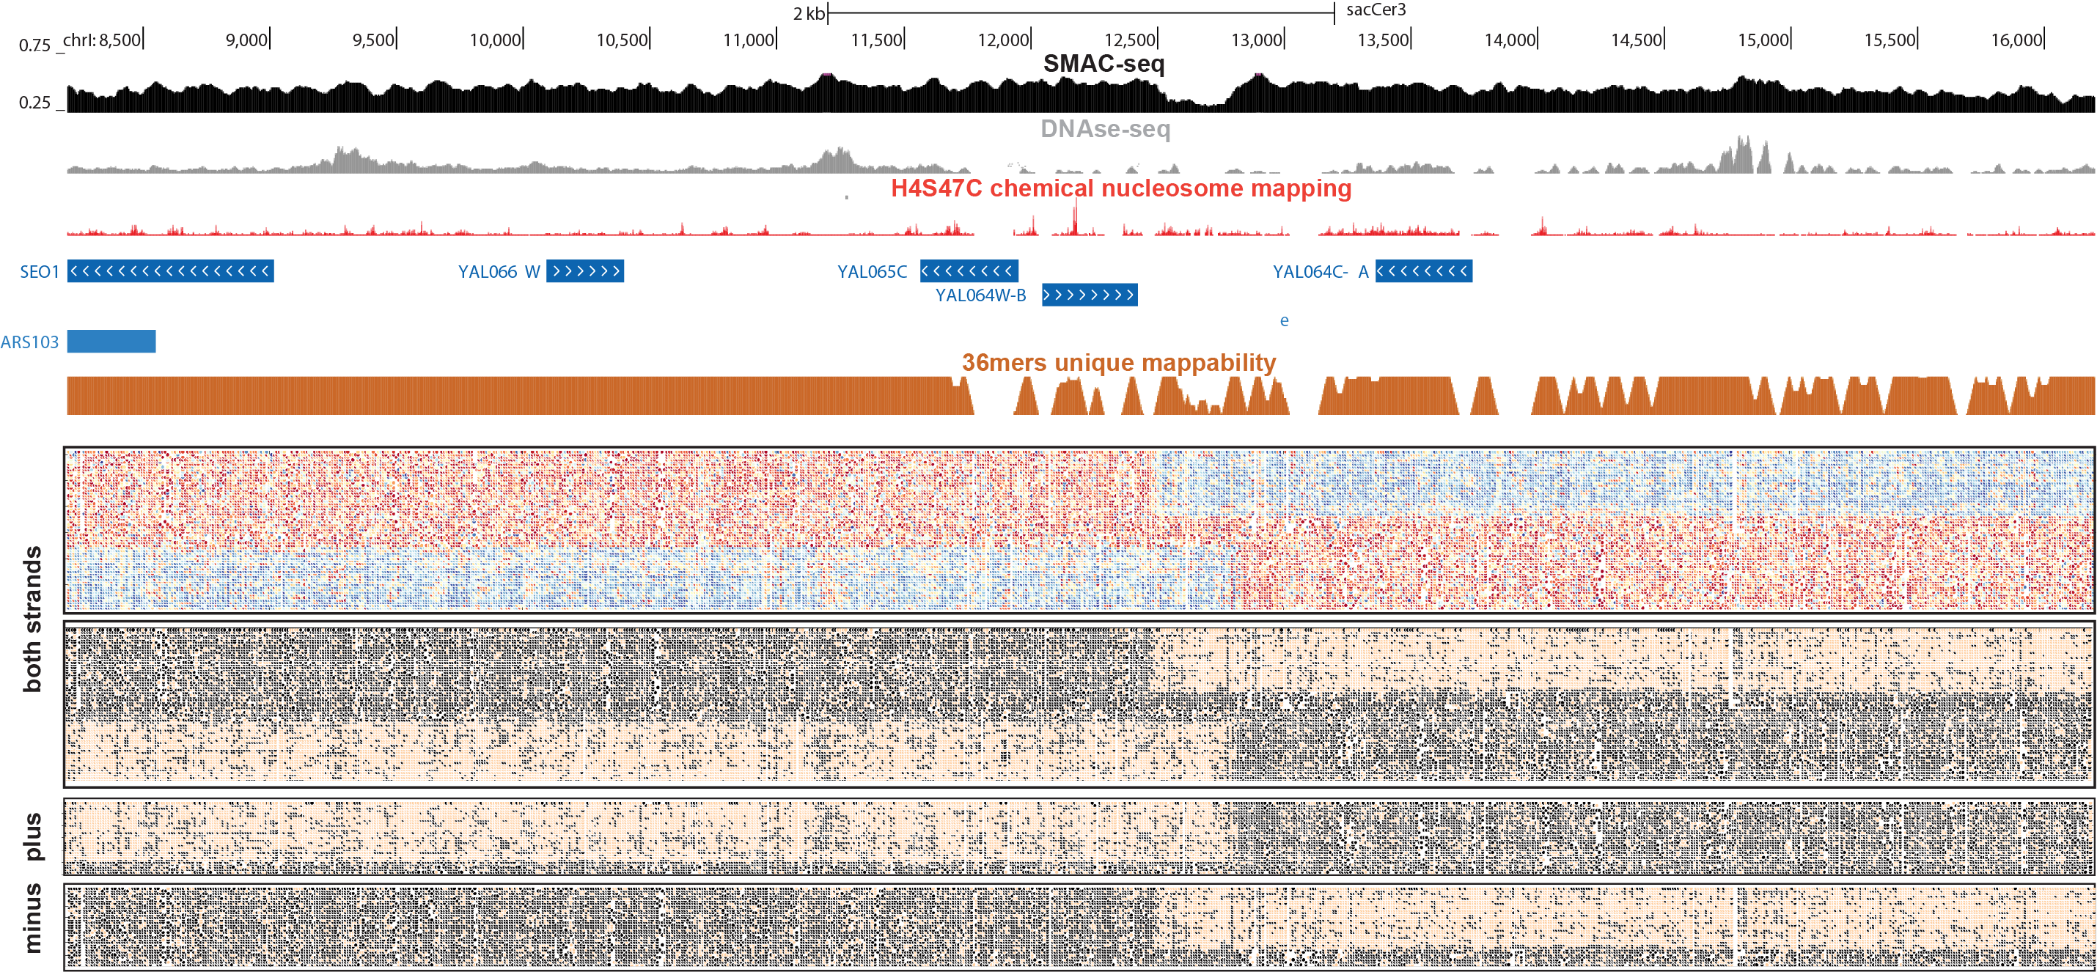 2 kb sacCer3
chrI: 8,500 9,000 9,500 10,000 10,500 11,000 11,500 12,000 12,500 13,000 13,500 14,000 14,500 15,000 15,500 16,000
0.75
SMAC-seq
0.25
DNAse-seq
H4S47C chemical nucleosome mapping
SEO1 YAL066 W YAL065C YAL064C- A
YAL064W-B
e
ARS103
36mers unique mappability
both strands
plus
minus